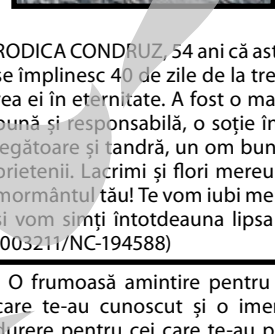 RODICA CONDRUZ, 54 ani că ast
se împlinesc 40 de zile de la tre
ea ei în eternitate. A fost o ma
bună și responsabilă, o soție în
egătoare și tandră, un om bun
prietenii. Lacrimi și flori mereu
mormântul tău! Te vom iubi me
și vom simți întotdeauna lipsa
003211/NC-194588)
O frumoasă amintire pentru
care te-au cunoscut și o imen
durere pentru cei care te-au p